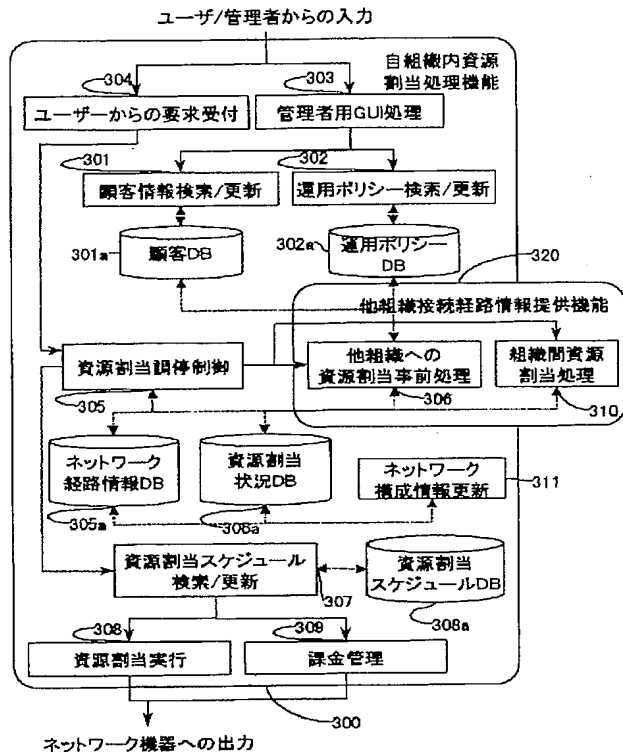 ユーザ/管理者からの入力
自組織内資源
割当処理機能
304
303
ユーザーからの要求受付
管理者用GUI処理
301
302
顧客情報検索/更新
運用ポリシー検索/更新
301a
顧客DB
302a
運用ポリシー
DB
320
他組織接続経路情報提供機能
資源割当調停制御
305
他組織への
資源割当事前処理
306
組織間資源
割当処理
310
ネットワーク
経路情報DB
305a
資源割当
状況DB
306a
ネットワーク
構成情報更新
311
資源割当スケジュール
検索/更新
307
資源割当
スケジュールDB
308a
308
309
資源割当実行
課金管理
300
ネットワーク機器への出力